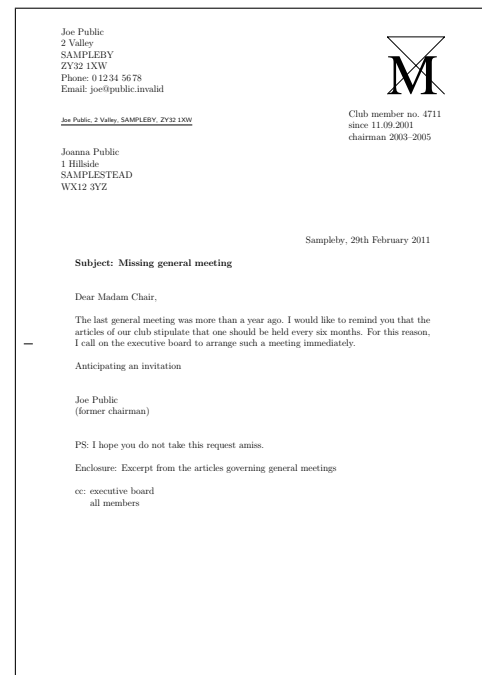 Joe Public
2 Valley
SAMPLEBY
ZY32 1XW
Phone: 0 12 34 56 78
Email: joe@public.invalid
M
Club member no. 4711
since 11.09.2001
chairman 2003–2005
Joe Public, 2 Valley, SAMPLEBY, ZY32 1XW
Joanna Public
1 Hillside
SAMPLESTEAD
WX12 3YZ
Sampleby, 29th February 2011
Subject: Missing general meeting
Dear Madam Chair,
The last general meeting was more than a year ago. I would like to remind you that the
articles of our club stipulate that one should be held every six months. For this reason,
I call on the executive board to arrange such a meeting immediately.
Anticipating an invitation
Joe Public
(former chairman)
PS: I hope you do not take this request amiss.
Enclosure: Excerpt from the articles governing general meetings
cc: executive board
all members